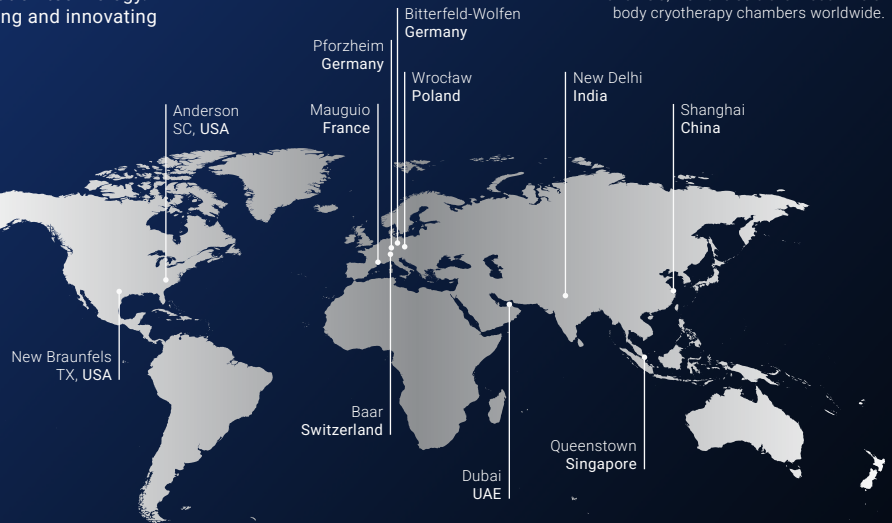 ng and innovating
body cryotherapy chambers worldwide.
Bitterfeld-Wolfen
Germany
Pforzheim
Germany
Wrocław
Poland
New Delhi
India
Anderson
SC, USA
Mauguio
France
Shanghai
China
New Braunfels
TX, USA
Baar
Switzerland
Queenstown
Singapore
Dubai
UAE